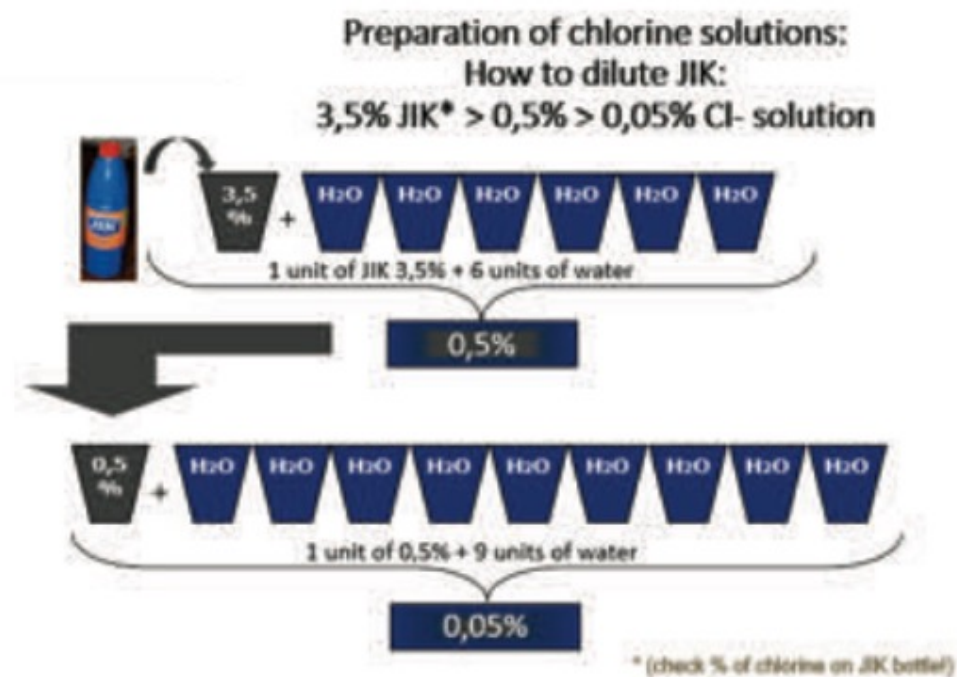 Preparation of chlorine solutions:
How to dilute JIK:
3,5% JIK* > 0,5% > 0,05% Cl- solution
JIK
3,5
%
+
H2O H2O H2O H2O H2O H2O
1 unit of JIK 3,5% + 6 units of water
0,5%
0,5
%
+
H2O H2O H2O H2O H2O H2O H2O H2O H2O
1 unit of 0,5% + 9 units of water
0,05%
* (check % of chlorine on JIK bottle!)